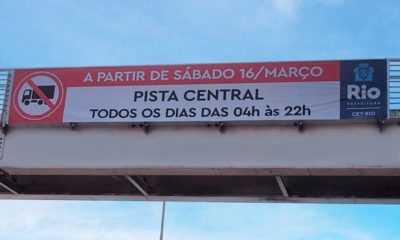 A PARTIR DE SÁBADO 16/MARÇO
PISTA CENTRAL
TODOS OS DIAS DAS 04h às 22h
Rio
PREFEITURA
CET-RIO